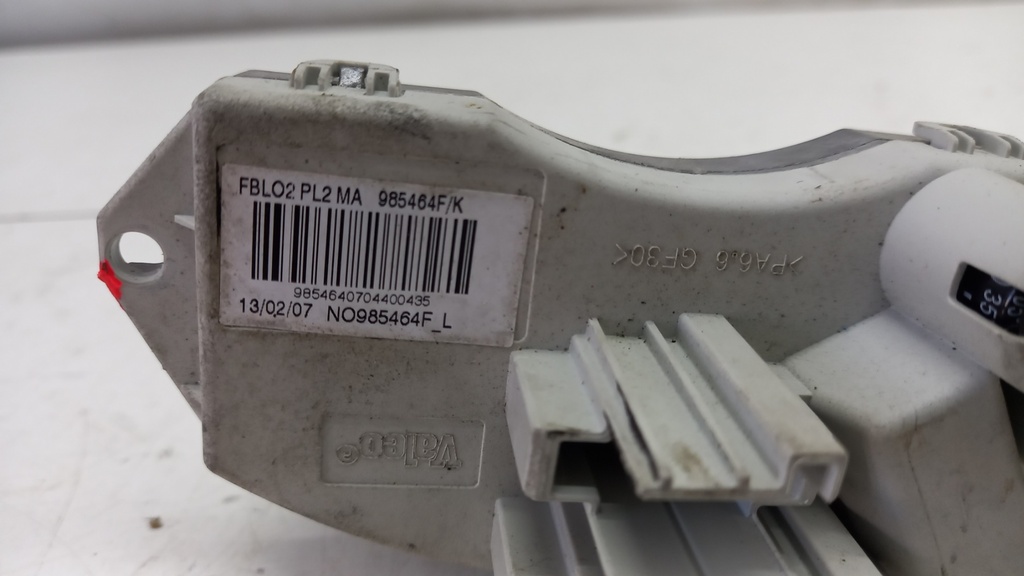 FBLO2 PL2 MA 985464F/K
9854640704400435
13/02/07 NO985464F_L
>PA6.6 GF30<
Valeo